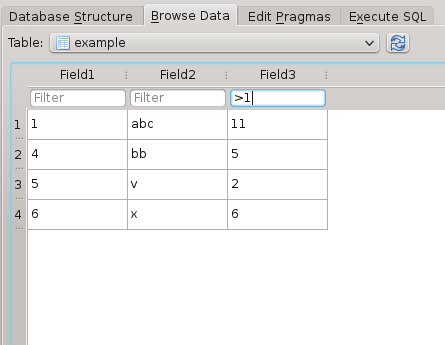 Database Structure Browse Data Edit Pragmas Execute SQL
Table: example
Field1 Field2 Field3
Filter Filter >1
1 1 abc 11
2 4 bb 5
3 5 v 2
4 6 x 6